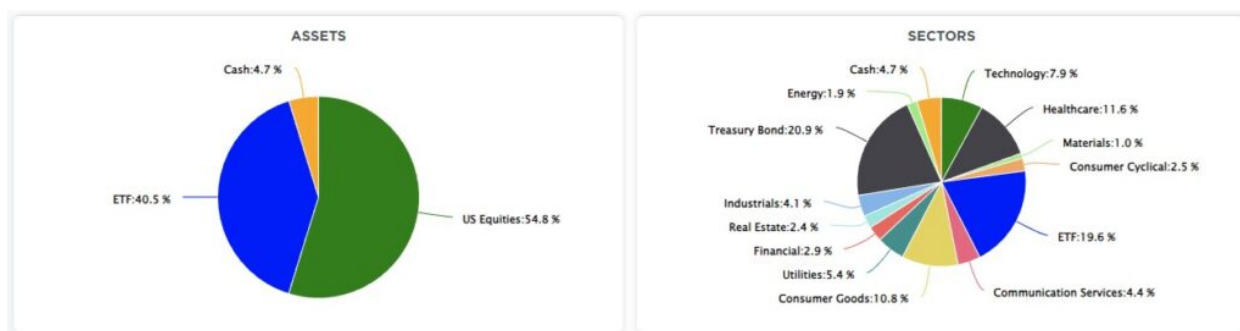 ASSETS
Cash:4.7 %
ETF:40.5 %
US Equities:54.8 %
SECTORS
Cash:4.7 %
Technology:7.9 %
Energy:1.9 %
Healthcare:11.6 %
Treasury Bond:20.9 %
Materials:1.0 %
Consumer Cyclical:2.5 %
Industrials:4.1 %
Real Estate:2.4 %
ETF:19.6 %
Financial:2.9 %
Utilities:5.4 %
Communication Services:4.4 %
Consumer Goods:10.8 %